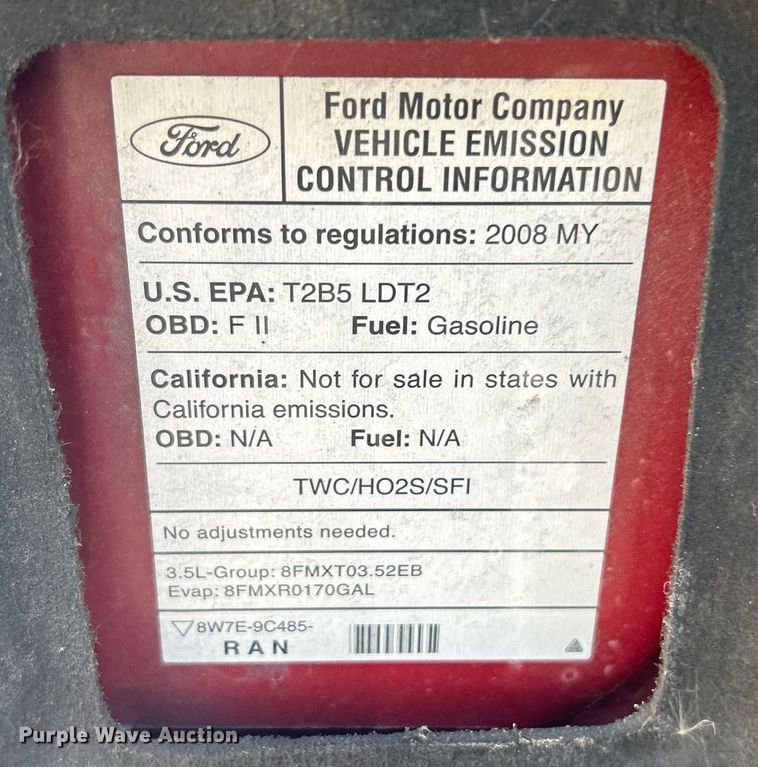 Ford
Ford Motor Company
VEHICLE EMISSION
CONTROL INFORMATION
Conforms to regulations: 2008 MY
U.S. EPA: T2B5 LDT2
OBD: F II Fuel: Gasoline
California: Not for sale in states with
California emissions.
OBD: N/A Fuel: N/A
TWC/HO2S/SFI
No adjustments needed.
3.5L-Group: 8FMXT03.52EB
Evap: 8FMXR0170GAL
8W7E-9C485-
R A N
Purple Wave Auction